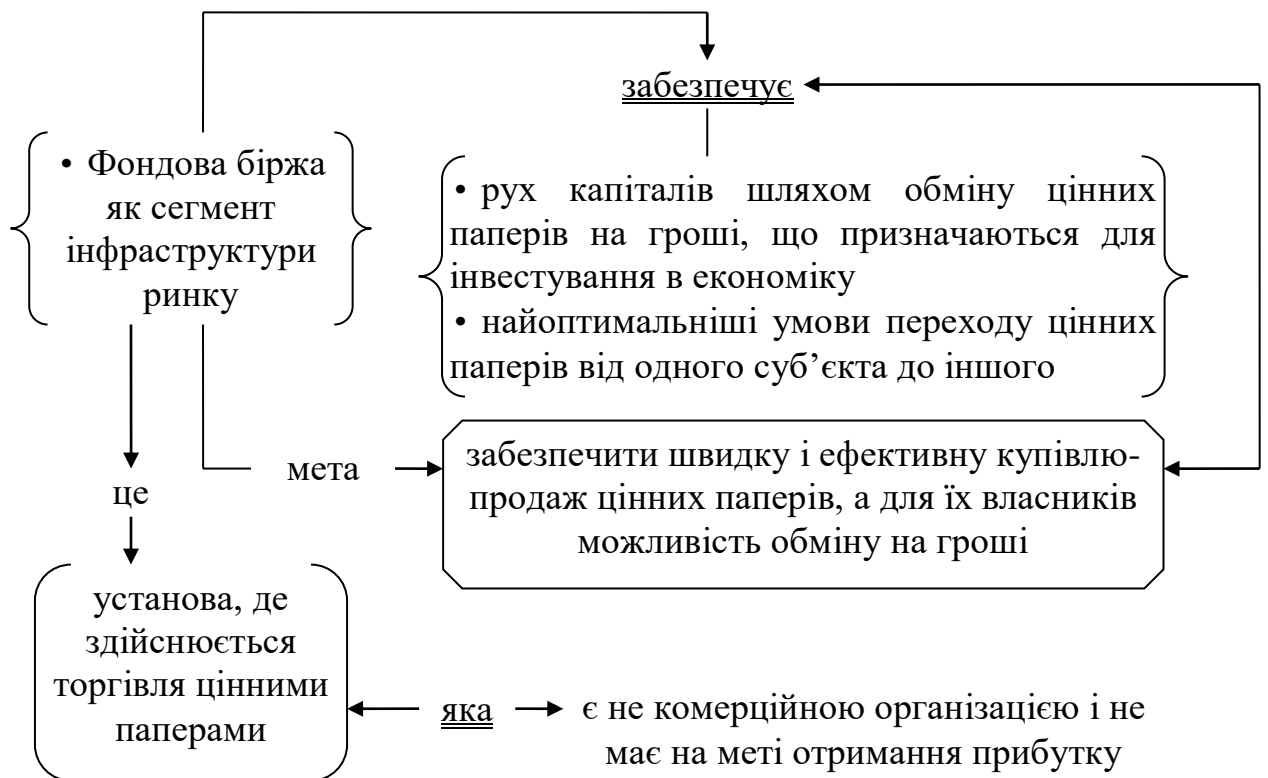 забезпечує
• Фондова біржа
як сегмент
інфраструктури
ринку
• рух капіталів шляхом обміну цінних
паперів на гроші, що призначаються для
інвестування в економіку
• найоптимальніші умови переходу цінних
паперів від одного суб’єкта до іншого
мета
забезпечити швидку і ефективну купівлю-
продаж цінних паперів, а для їх власників
можливість обміну на гроші
це
установа, де
здійснюється
торгівля цінними
паперами
яка
є не комерційною організацією і не
має на меті отримання прибутку